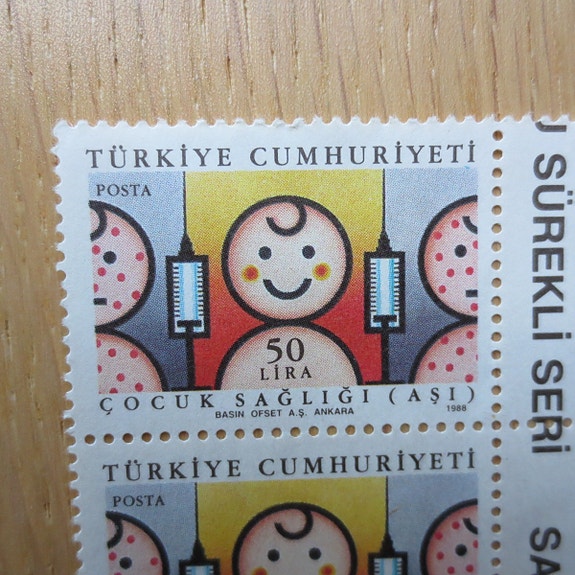 TÜRKİYE CUMHURİYETİ
POSTA
50
LİRA
ÇOCUK SAĞLIĞI (AŞI)
BASIN OFSET A.Ş. ANKARA
1988
TÜRKİYE CUMHURİYETİ
POSTA
SÜREKLİ SERİ